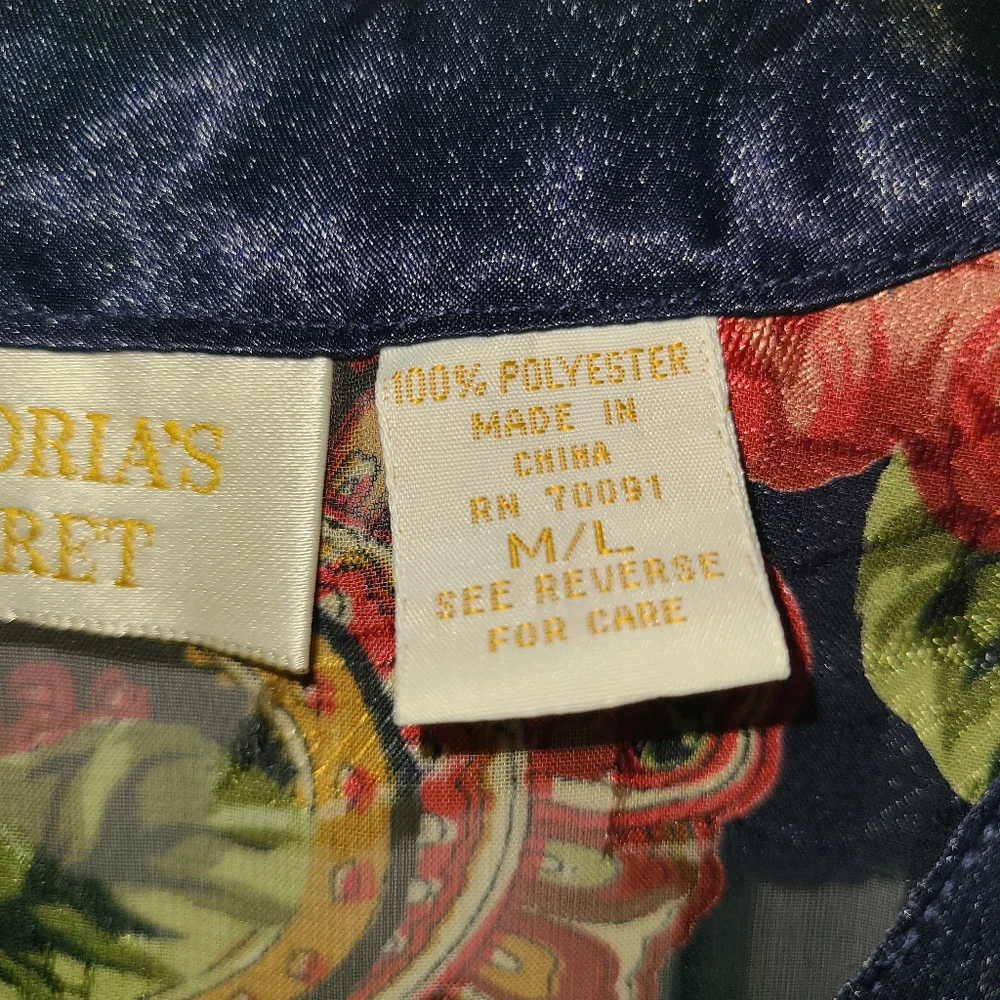 ORIA'S
RET
100% POLYESTER
MADE IN
CHINA
RN 70091
M/L
SEE REVERSE
FOR CARE